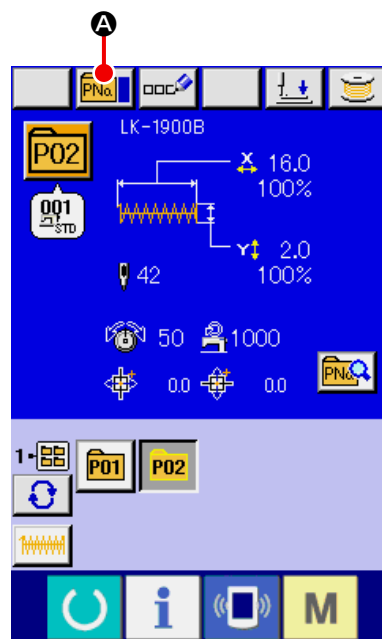 A
PNo.
LK-1900B
P02
X 16.0
100%
001
STD
Y 2.0
42
100%
50 1000
0.0 0.0
PNo.
1
P01 P02
i M